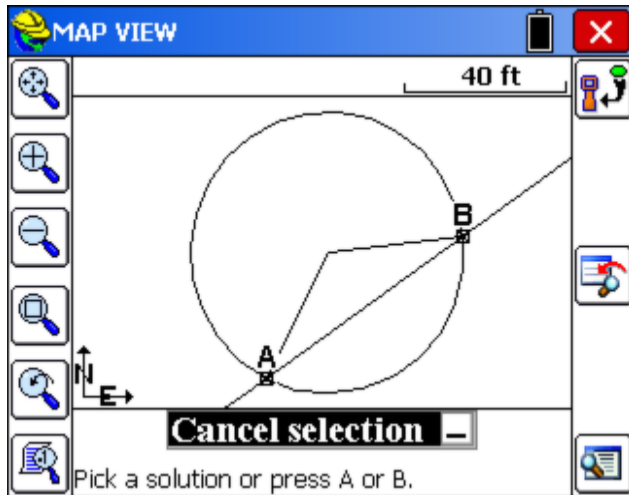 MAP VIEW
40 ft
B
A
N
E
Cancel selection
Pick a solution or press A or B.